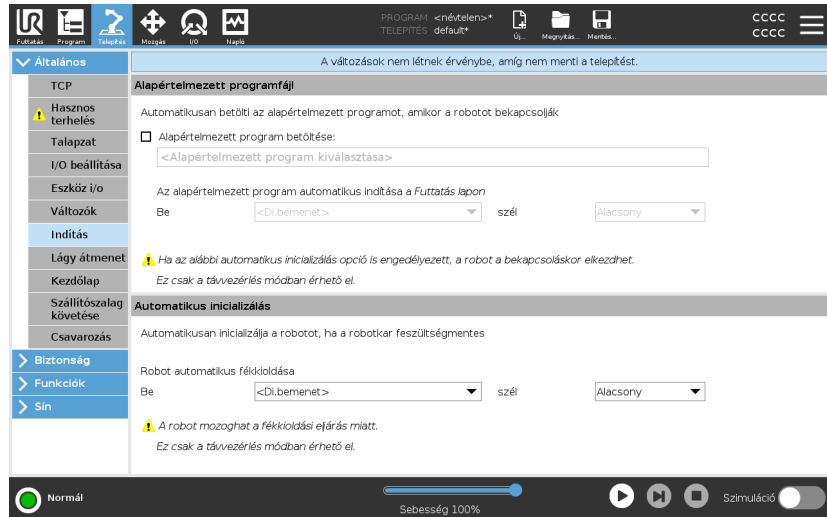 UR
PROGRAM <névtelen>*
TELEPÍTÉS default*
CCCC
CCCC
Futtatás Program Telepítés Mozgás I/O Napló Új... Megnyitás... Mentés...
Általános
A változások nem létnek érvénybe, amíg nem menti a telepítést.
TCP
Hasznos
terhelés
Talapzat
I/O beállítása
Eszköz i/o
Változók
Indítás
Lágy átmenet
Kezdőlap
Szállítószalag
követése
Csavarozás
Biztonság
Funkciók
Sín
Alapértelmezett programfájl
Automatikusan betölti az alapértelmezett programot, amikor a robotot bekapcsolják
Alapértelmezett program betöltése:
<Alapértelmezett program kiválasztása>
Az alapértelmezett program automatikus indítása a Futtatás lapon
Be <Di.bemenet> szél Alacsony
Ha az alábbi automatikus inicializálás opció is engedélyezett, a robot a bekapcsoláskor elkezdhet.
Ez csak a távvezérlés módban érhető el.
Automatikus inicializálás
Automatikusan inicializálja a robotot, ha a robotkar feszültségmentes
Robot automatikus fékkioldása
Be <Di.bemenet> szél Alacsony
A robot mozoghat a fékkioldási eljárás miatt.
Ez csak a távvezérlés módban érhető el.
Normál
Sebesség 100%
Szimuláció